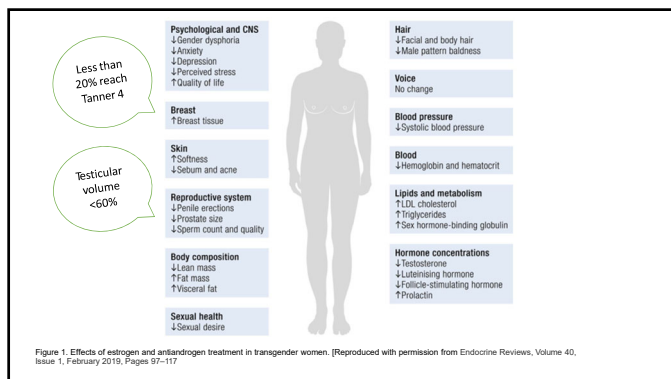 Less than
20% reach
Tanner 4
Testicular
volume
<60%
Psychological and CNS
↓Gender dysphoria
↓Anxiety
↓Depression
↓Perceived stress
↑Quality of life
Breast
↑Breast tissue
Skin
↑Softness
↓Sebum and acne
Reproductive system
↓Penile erections
↓Prostate size
↓Sperm count and quality
Body composition
↓Lean mass
↑Fat mass
↑Visceral fat
Sexual health
↓Sexual desire
Hair
↓Facial and body hair
↓Male pattern baldness
Voice
No change
Blood pressure
↓Systolic blood pressure
Blood
↓Hemoglobin and hematocrit
Lipids and metabolism
↑LDL cholesterol
↑Triglycerides
↑Sex hormone-binding globulin
Hormone concentrations
↓Testosterone
↓Luteinising hormone
↓Follicle-stimulating hormone
↑Prolactin
Figure 1. Effects of estrogen and antiandrogen treatment in transgender women. [Reproduced with permission from Endocrine Reviews, Volume 40,
Issue 1, February 2019, Pages 97–117